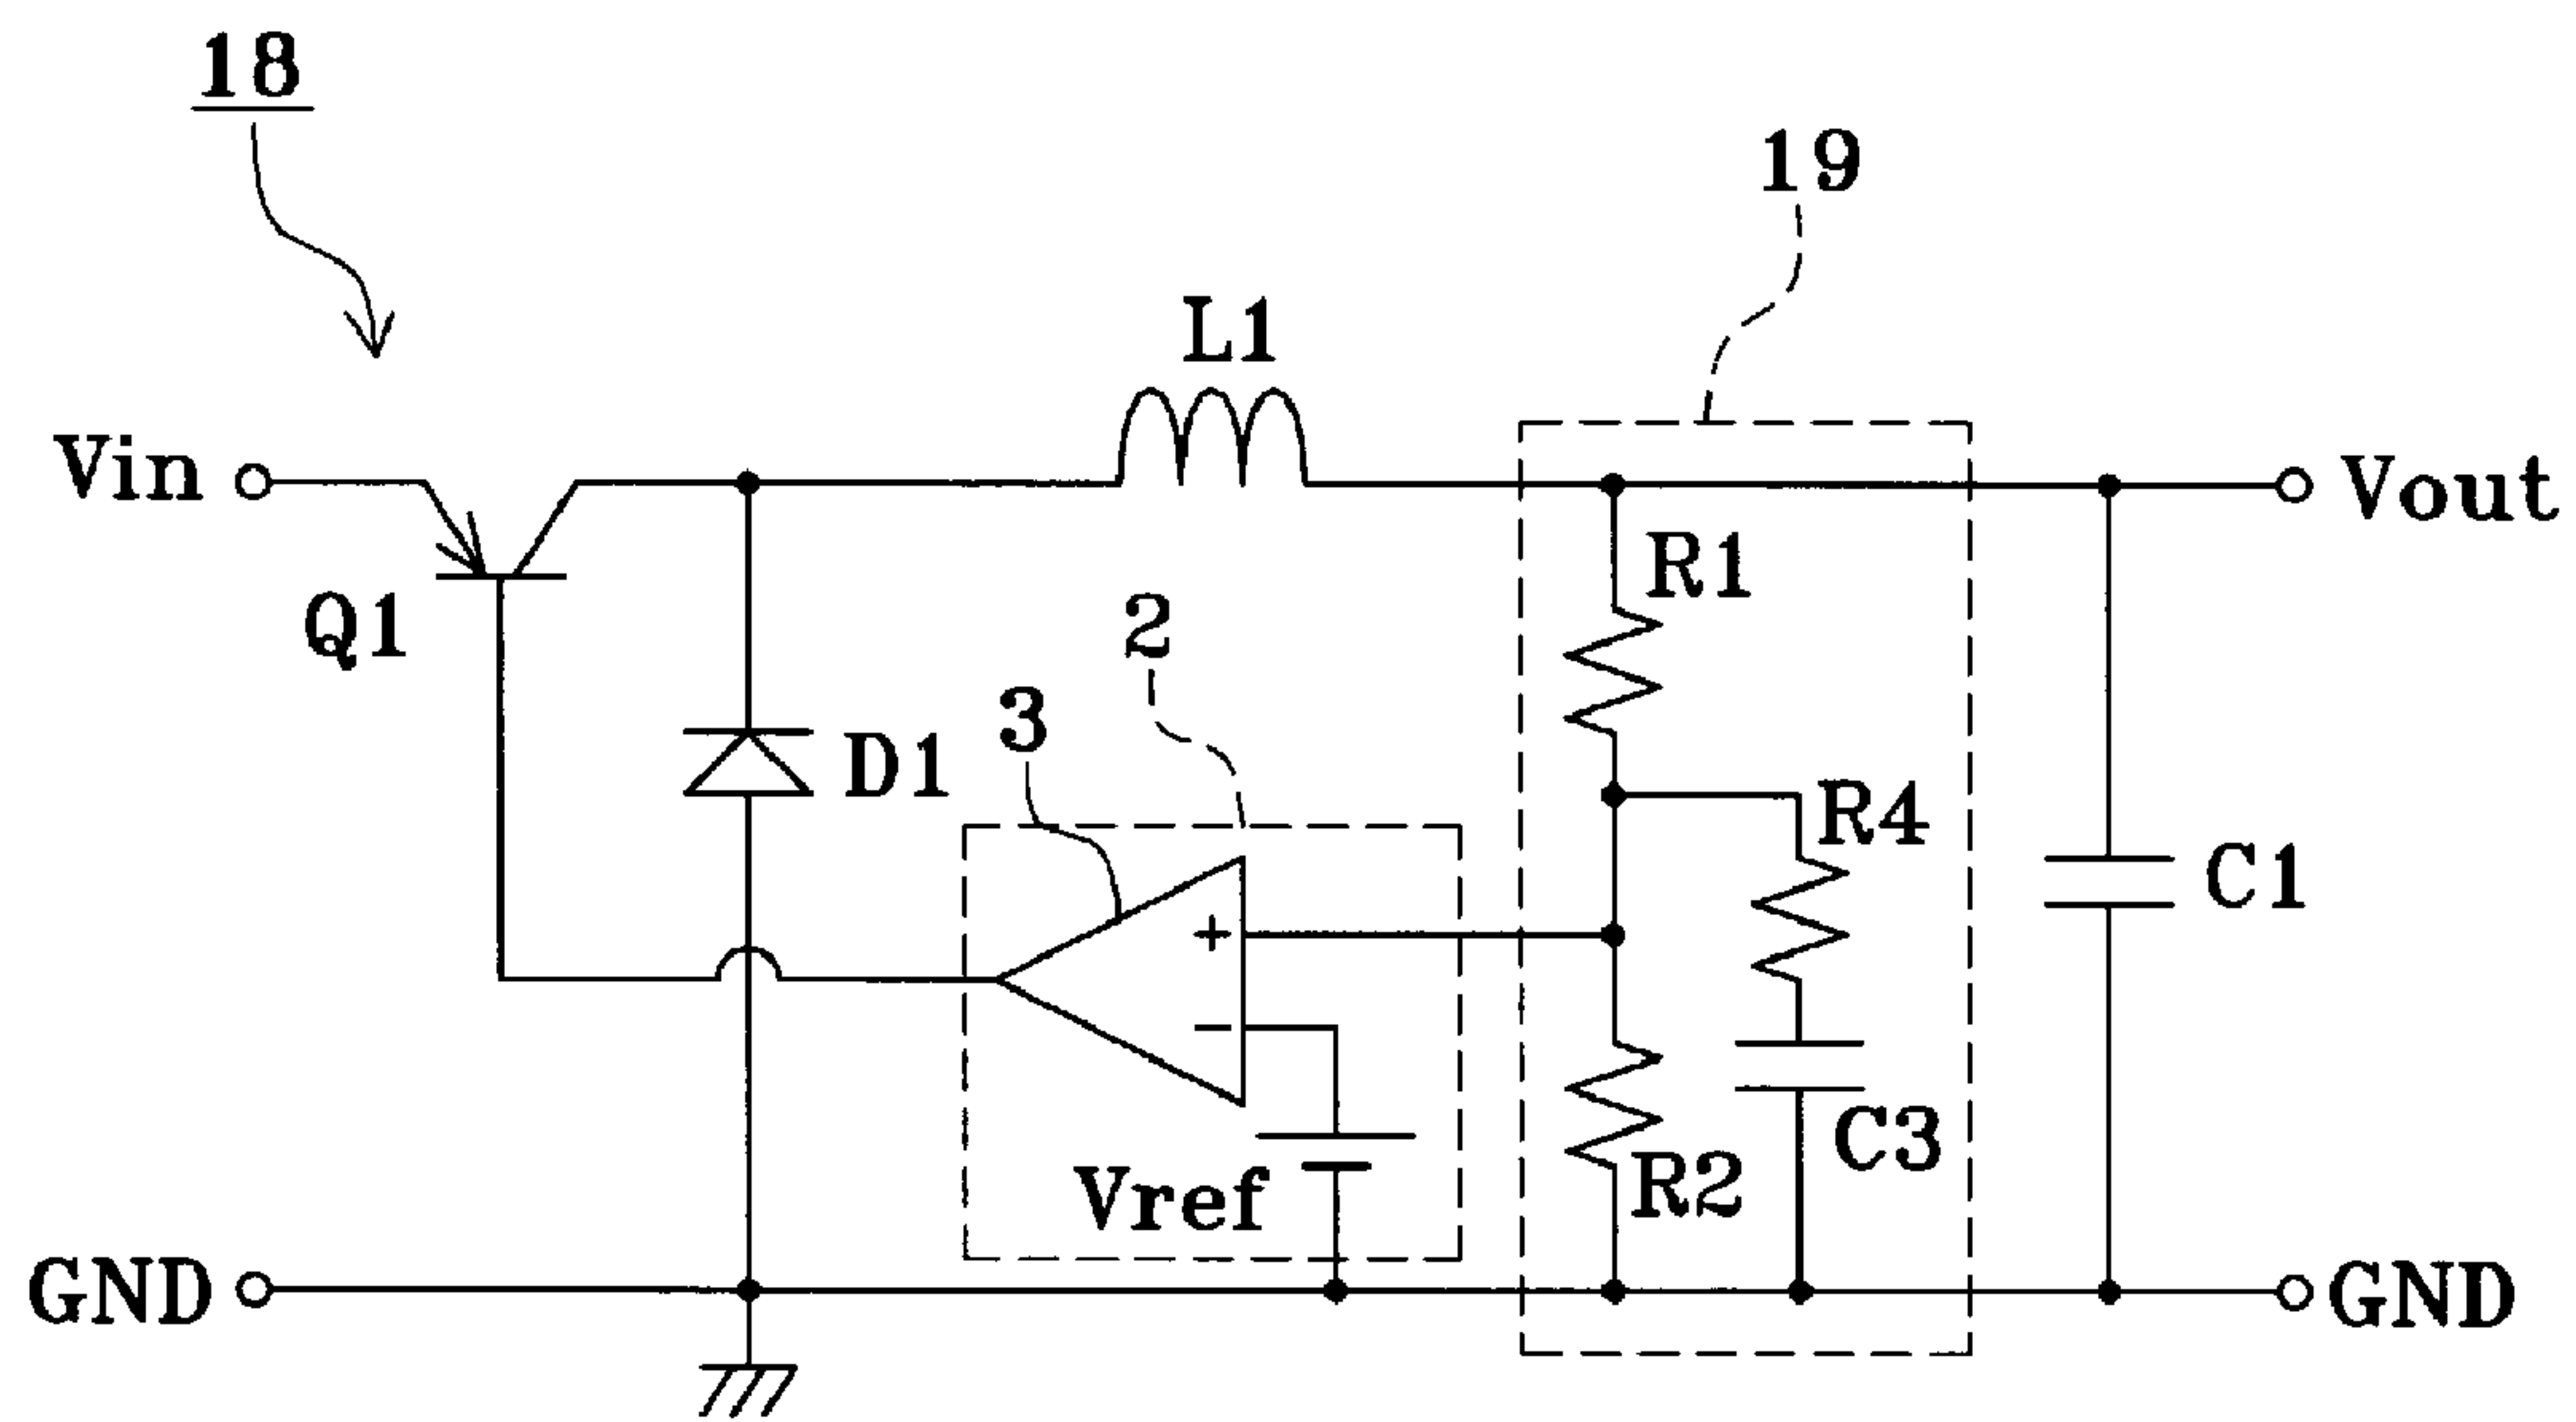 18
19
L1
Vin
Vout
R1
Q1
2
3
D1
R4
C1
+
−
C3
Vref
R2
GND
GND